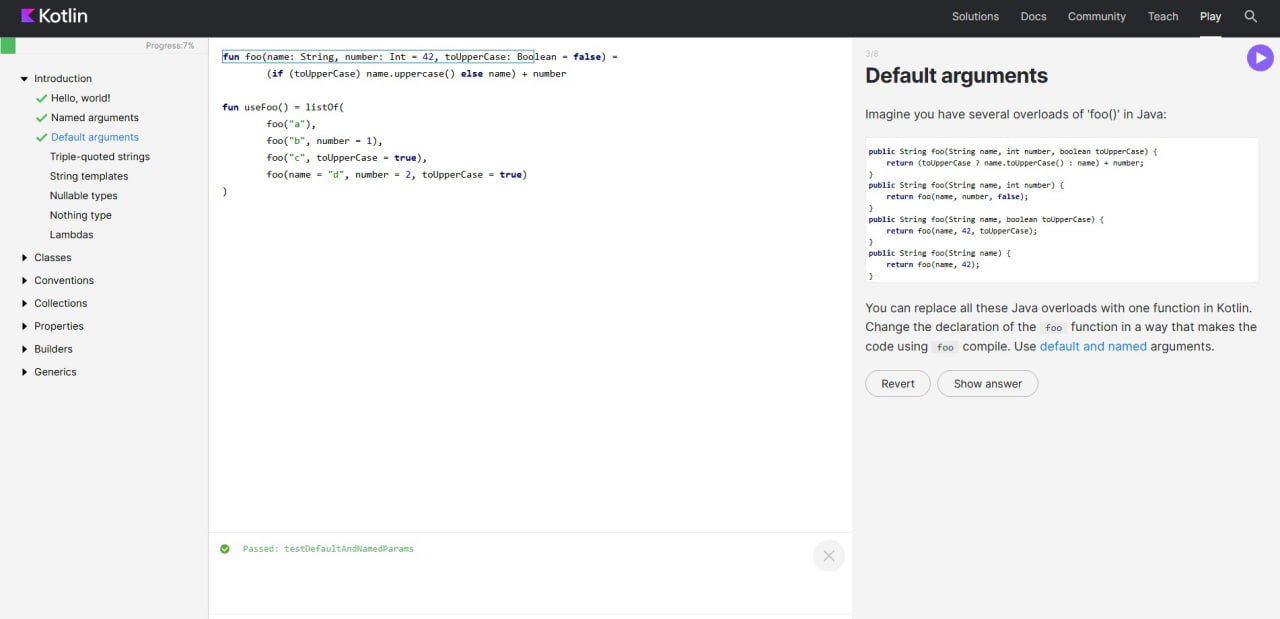 Kotlin
Solutions Docs Community Teach Play
Progress:7%
Introduction
Hello, world!
Named arguments
Default arguments
Triple-quoted strings
String templates
Nullable types
Nothing type
Lambdas
Classes
Conventions
Collections
Properties
Builders
Generics
fun foo(name: String, number: Int = 42, toUpperCase: Boolean = false) =
(if (toUpperCase) name.uppercase() else name) + number
fun useFoo() = listOf(
foo("a"),
foo("b", number = 1),
foo("c", toUpperCase = true),
foo(name = "d", number = 2, toUpperCase = true)
)
Passed: testDefaultAndNamedParams
3/8
Default arguments
Imagine you have several overloads of 'foo()' in Java:
public String foo(String name, int number, boolean toUpperCase) {
return (toUpperCase ? name.toUpperCase() : name) + number;
}
public String foo(String name, int number) {
return foo(name, number, false);
}
public String foo(String name, boolean toUpperCase) {
return foo(name, 42, toUpperCase);
}
public String foo(String name) {
return foo(name, 42);
}
You can replace all these Java overloads with one function in Kotlin.
Change the declaration of the foo function in a way that makes the
code using foo compile. Use default and named arguments.
Revert Show answer